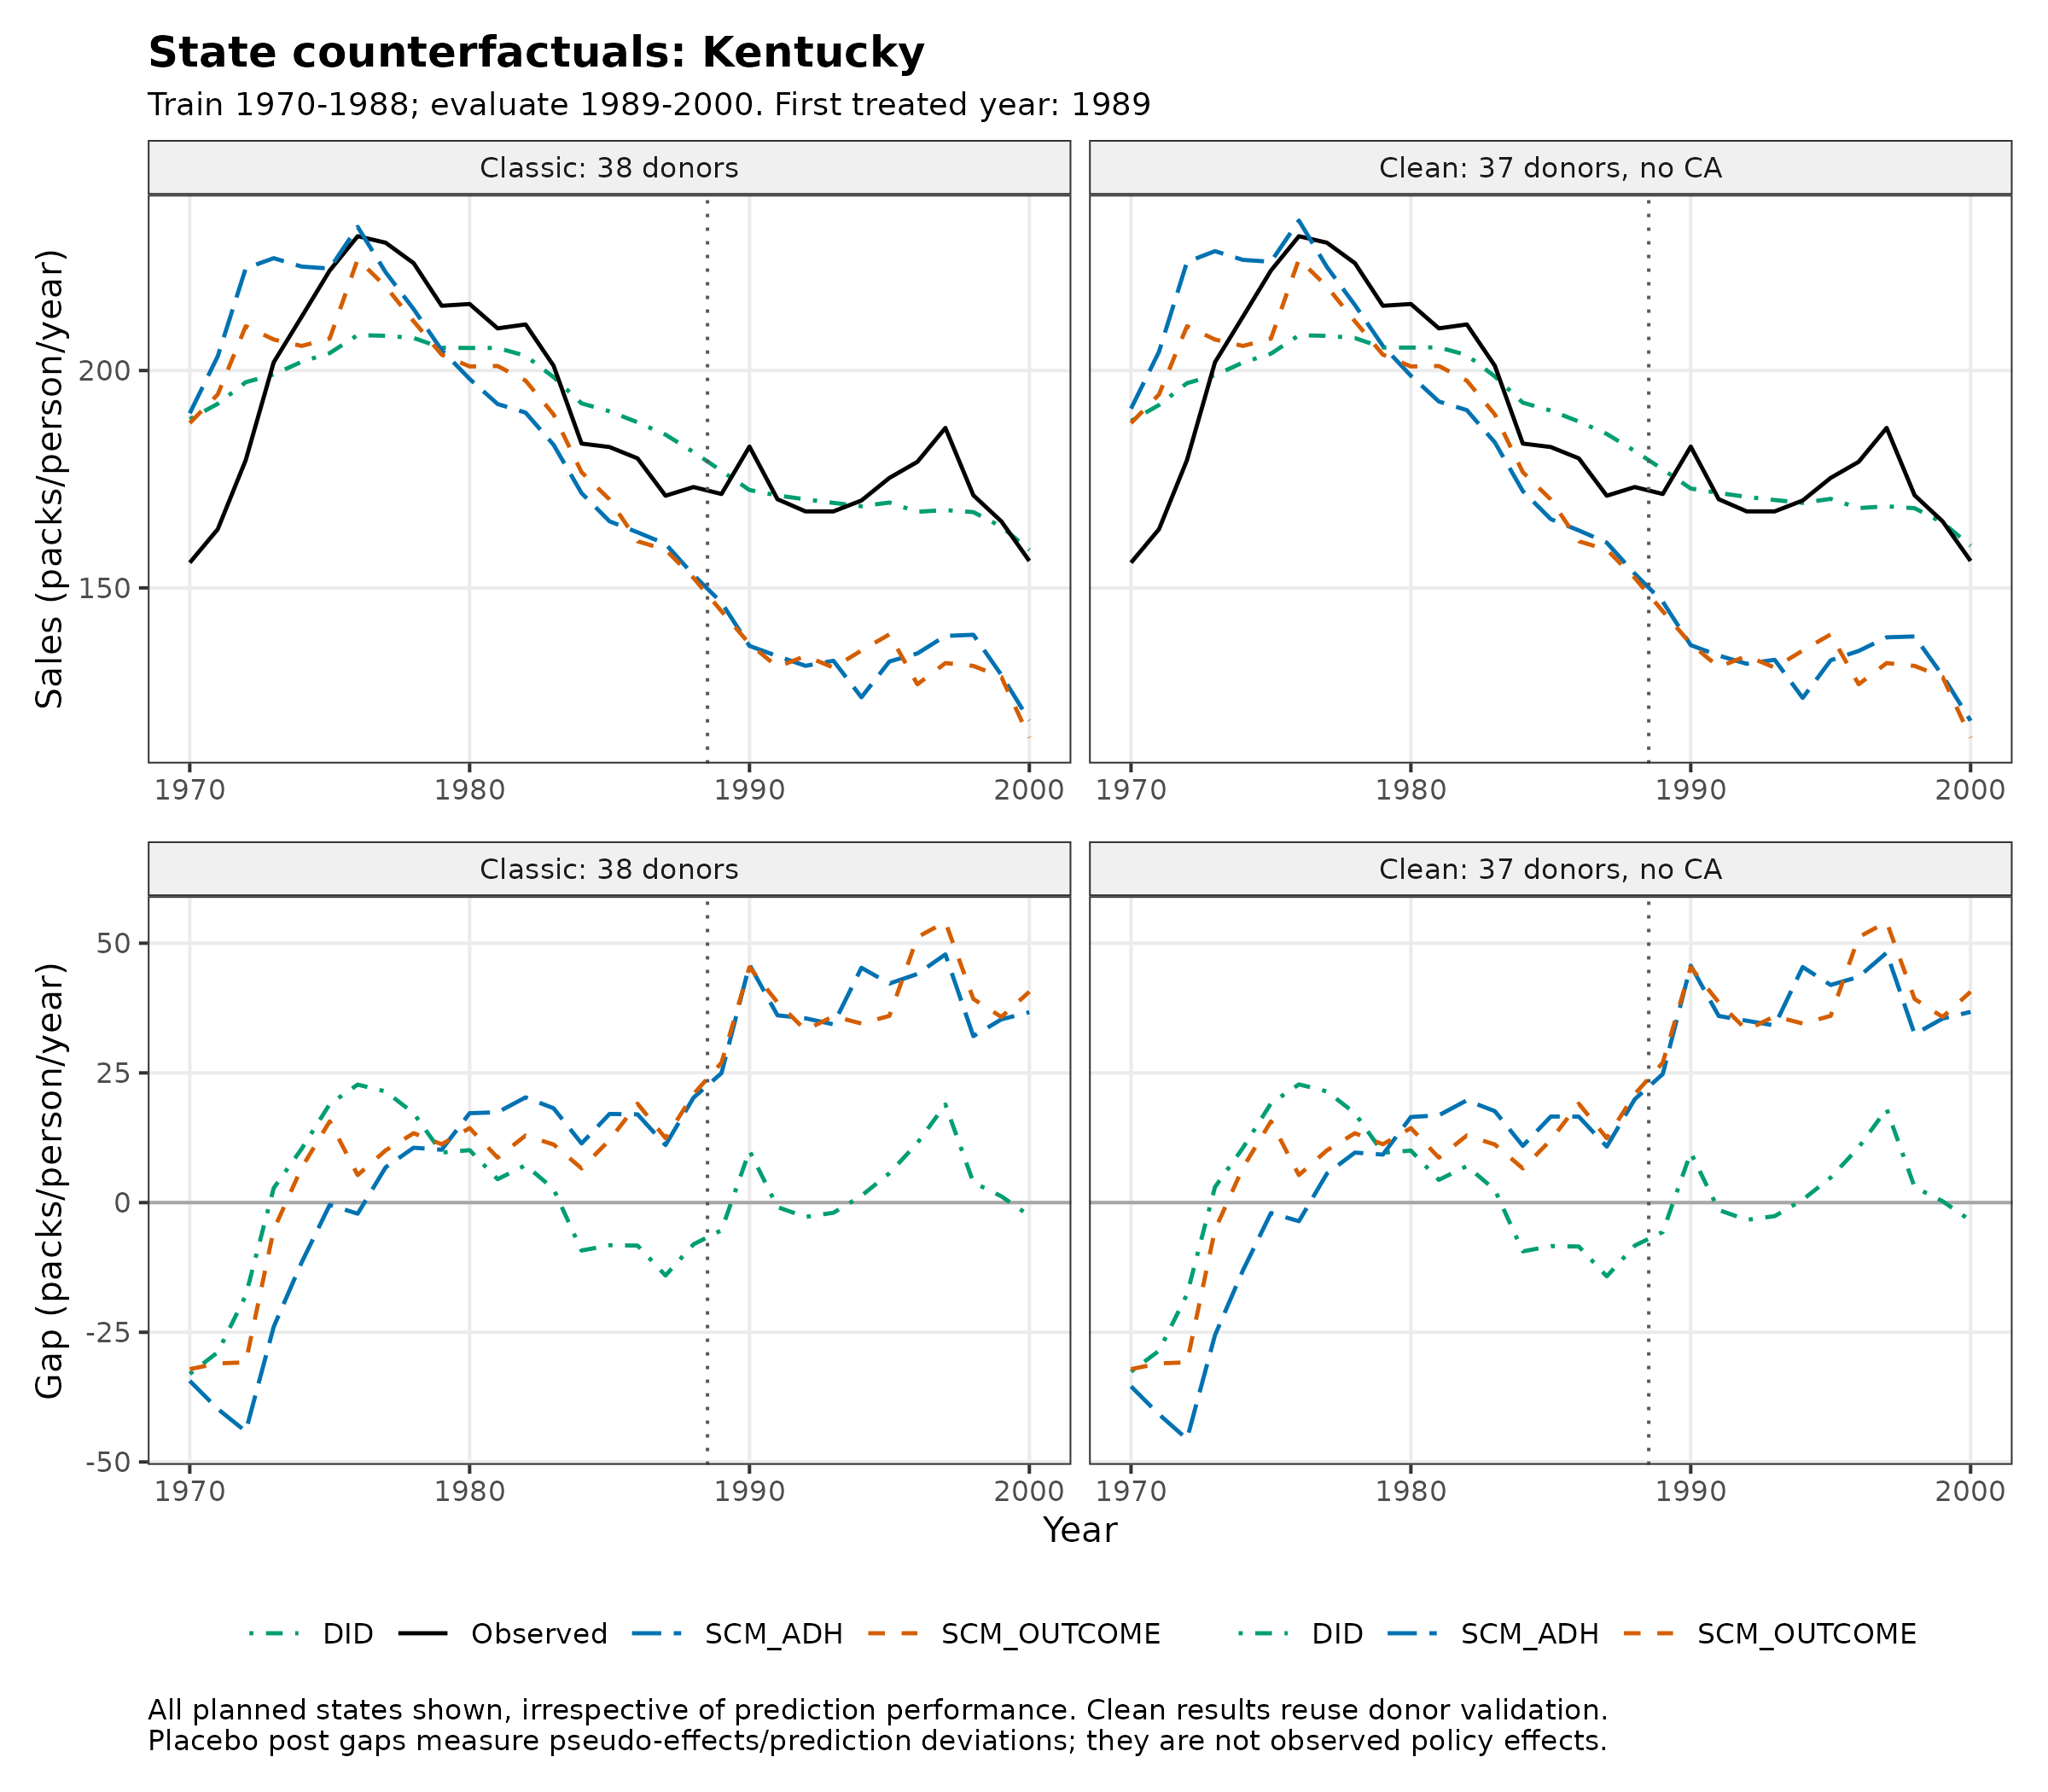 State counterfactuals: Kentucky
Train 1970-1988; evaluate 1989-2000. First treated year: 1989
Classic: 38 donors
Clean: 37 donors, no CA
Sales (packs/person/year)
200
150
1970 1980 1990 2000
1970 1980 1990 2000
Classic: 38 donors
Clean: 37 donors, no CA
Gap (packs/person/year)
50
25
0
-25
-50
1970 1980 1990 2000
1970 1980 1990 2000
Year
DID Observed SCM_ADH SCM_OUTCOME
DID SCM_ADH SCM_OUTCOME
All planned states shown, irrespective of prediction performance. Clean results reuse donor validation.
Placebo post gaps measure pseudo-effects/prediction deviations; they are not observed policy effects.